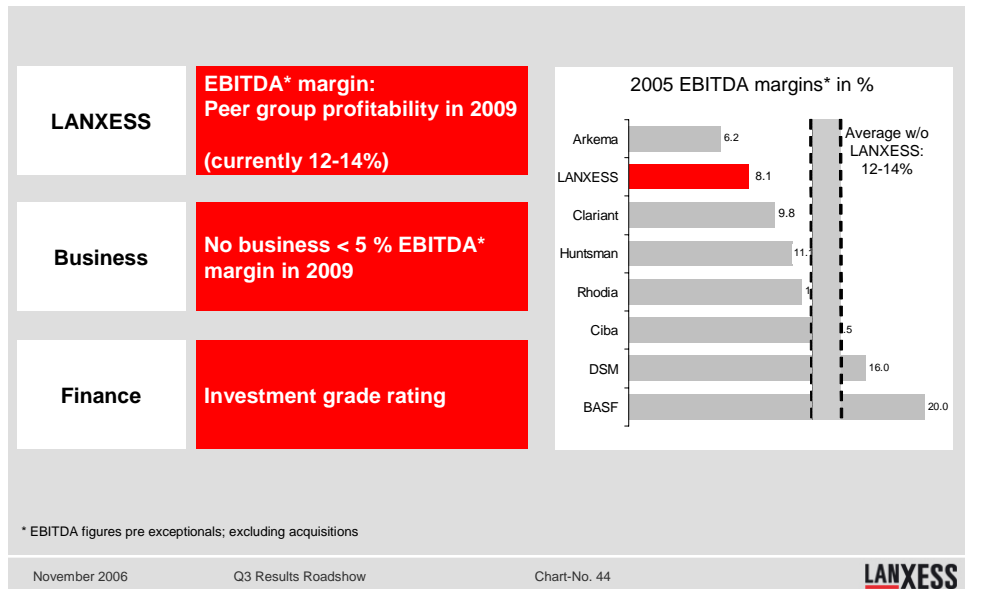 LANXESS
EBITDA* margin:
Peer group profitability in 2009
(currently 12-14%)
Business
No business < 5 % EBITDA*
margin in 2009
Finance
Investment grade rating
2005 EBITDA margins* in %
Average w/o
LANXESS:
12-14%
Arkema
6.2
LANXESS
8.1
Clariant
9.8
Huntsman
Rhodia
Ciba
DSM
16.0
BASF
20.0
* EBITDA figures pre exceptionals; excluding acquisitions
November 2006
Q3 Results Roadshow
Chart-No. 44
LANXESS